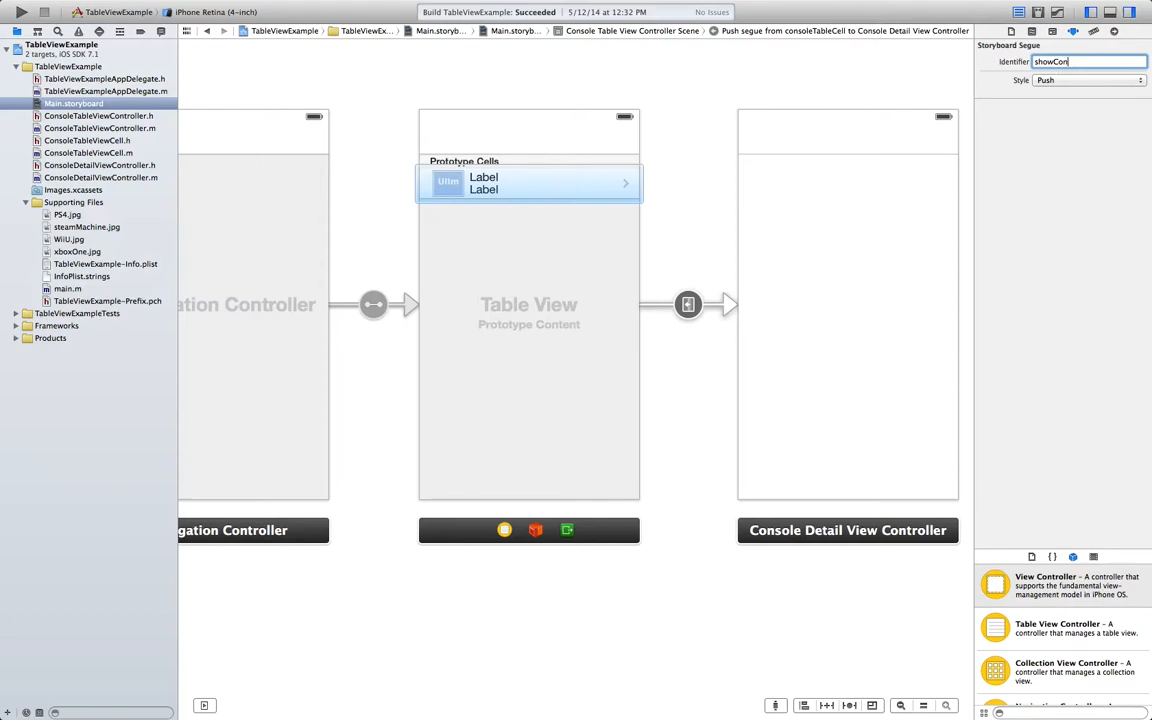 TableViewExample
iPhone Retina (4-inch)
Build TableViewExample: Succeeded
5/12/14 at 12:32 PM
No Issues
TableViewExample
2 targets, iOS SDK 7.1
TableViewExample
TableViewExampleAppDelegate.h
TableViewExampleAppDelegate.m
Main.storyboard
ConsoleTableViewController.h
ConsoleTableViewController.m
ConsoleTableViewCell.h
ConsoleTableViewCell.m
ConsoleDetailViewController.h
ConsoleDetailViewController.m
Images.xcassets
Supporting Files
PS4.jpg
steamMachine.jpg
WiiU.jpg
xboxOne.jpg
TableViewExample-Info.plist
InfoPlist.strings
main.m
TableViewExample-Prefix.pch
TableViewExampleTests
Frameworks
Products
TableViewExample
TableViewEx...
Main.storyb...
Main.storyb...
Console Table View Controller Scene
Push segue from consoleTableCell to Console Detail View Controller
Prototype Cells
UIIm
Label
Label
ation Controller
Table View
Prototype Content
gation Controller
Console Detail View Controller
Storyboard Segue
Identifier showCon
Style Push
View Controller - A controller that
supports the fundamental view-
management model in iPhone OS.
Table View Controller - A
controller that manages a table view.
Collection View Controller - A
controller that manages a collection
view.